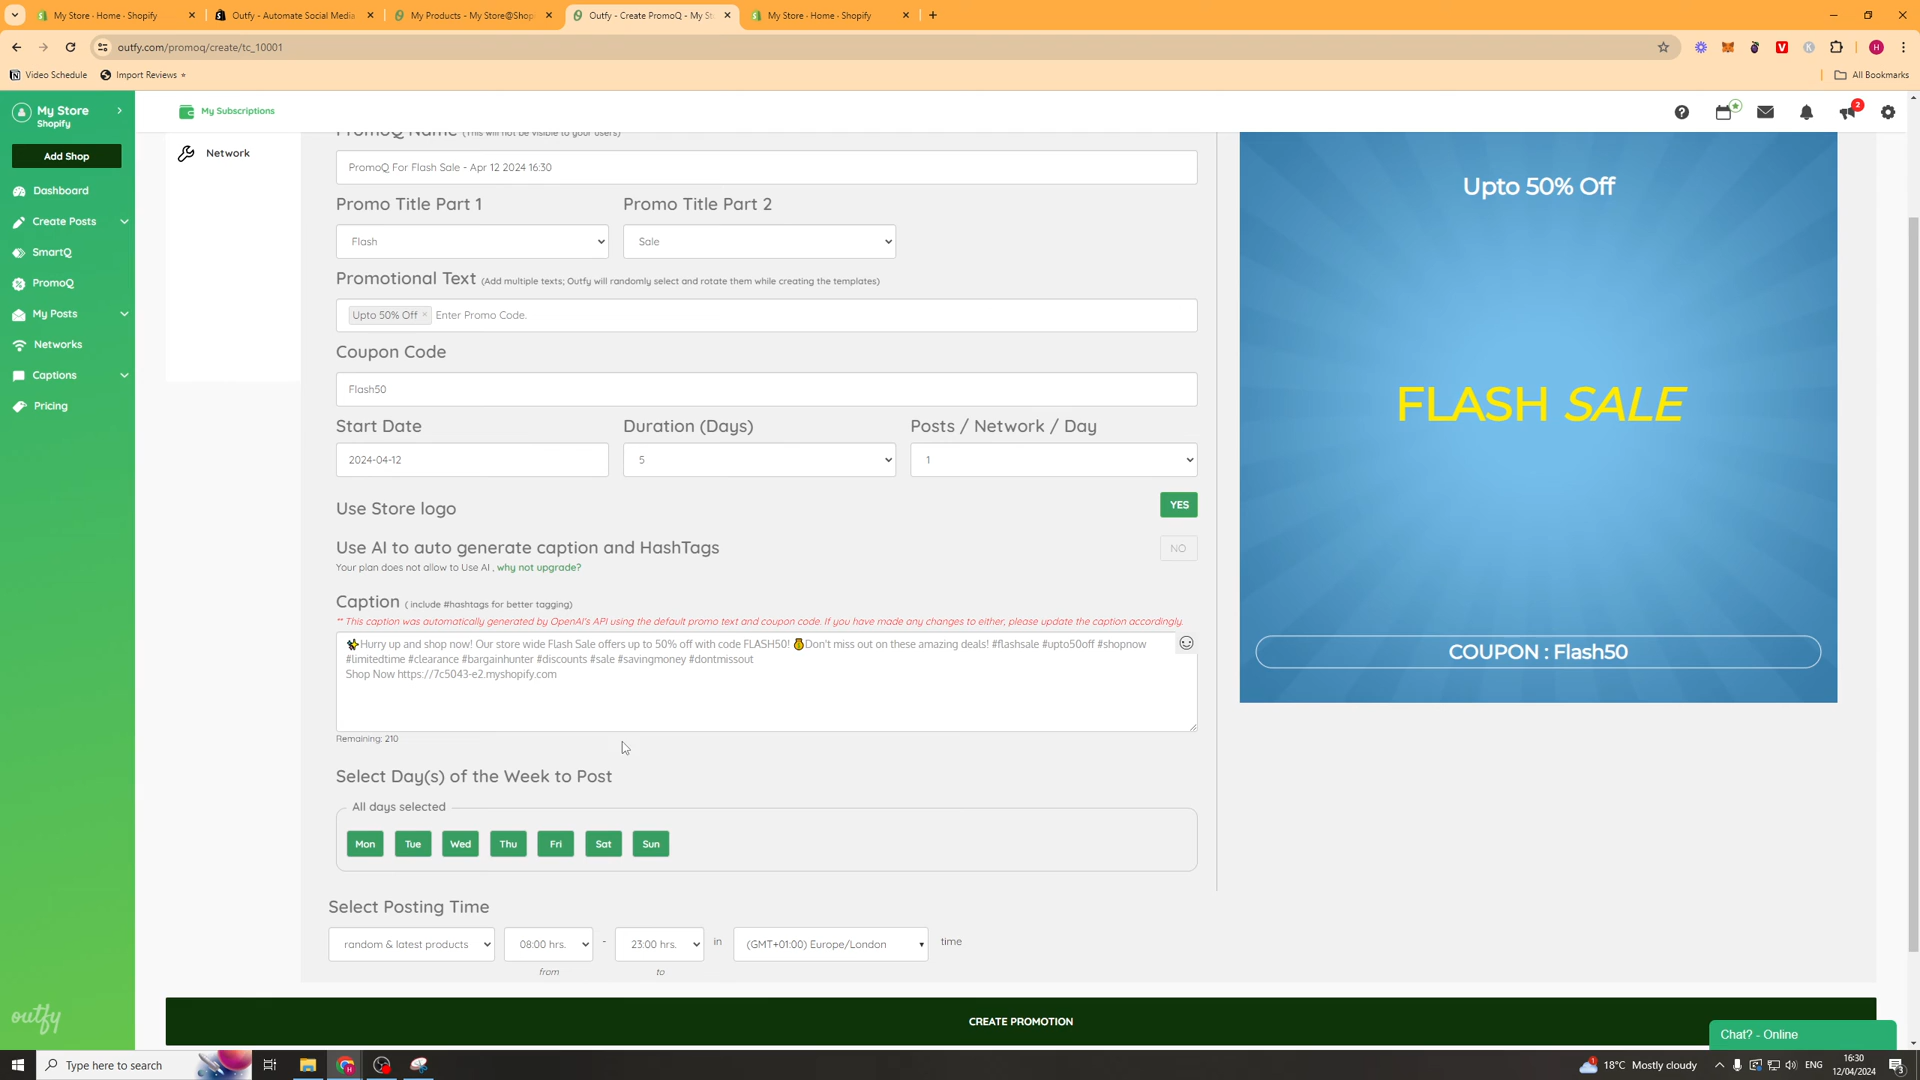 My Store - Home - Shopify
Outfy - Automate Social Media
My Products - My Store@Shop
Outfy - Create PromoQ - My St
My Store - Home - Shopify
outfy.com/promoq/create/tc_10001
Video Schedule
Import Reviews
All Bookmarks
My Store
Shopify
Add Shop
Dashboard
Create Posts
SmartQ
PromoQ
My Posts
Networks
Captions
Pricing
outfy
My Subscriptions
2
Network
PromoQ Name (This will not be visible to your users)
PromoQ For Flash Sale - Apr 12 2024 16:30
Promo Title Part 1
Promo Title Part 2
Flash
Sale
Promotional Text (Add multiple texts; Outfy will randomly select and rotate them while creating the templates)
Upto 50% Off × Enter Promo Code.
Coupon Code
Flash50
Start Date
Duration (Days)
Posts / Network / Day
2024-04-12
5
1
Use Store logo
YES
Use AI to auto generate caption and HashTags
NO
Your plan does not allow to Use AI , why not upgrade?
Caption ( include #hashtags for better tagging)
** This caption was automatically generated by OpenAI's API using the default promo text and coupon code. If you have made any changes to either, please update the caption accordingly.
Hurry up and shop now! Our store wide Flash Sale offers up to 50% off with code FLASH50! 💰Don't miss out on these amazing deals! #flashsale #upto50off #shopnow
#limitedtime #clearance #bargainhunter #discounts #sale #savingmoney #dontmissout
Shop Now https://7c5043-e2.myshopify.com
Remaining: 210
Select Day(s) of the Week to Post
All days selected
Mon Tue Wed Thu Fri Sat Sun
Select Posting Time
random & latest products
08:00 hrs.
-
23:00 hrs.
in
(GMT+01:00) Europe/London
time
from
to
CREATE PROMOTION
Upto 50% Off
FLASH SALE
COUPON : Flash50
Chat? - Online
Type here to search
18°C Mostly cloudy
ENG
16:30
12/04/2024
3